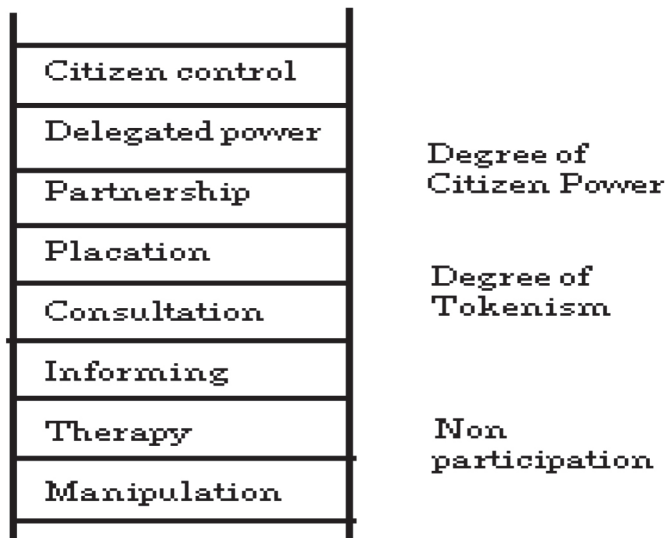 Citizen control
Delegated power
Partnership
Placation
Consultation
Informing
Therapy
Manipulation
Degree of
Citizen Power
Degree of
Tokenism
Non
participation